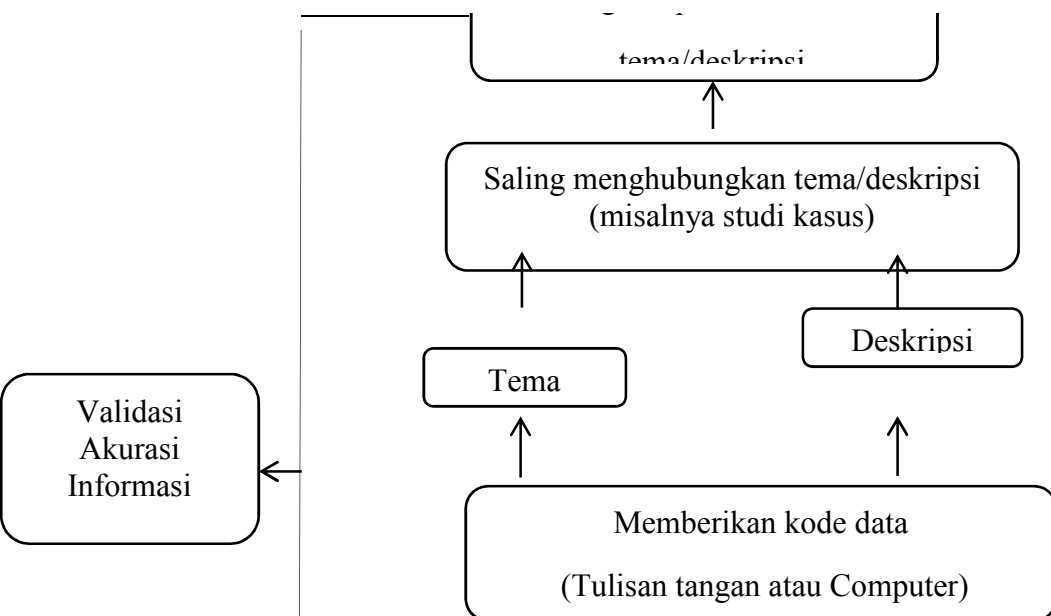 tema/deskripsi
Saling menghubungkan tema/deskripsi
(misalnya studi kasus)
Deskripsi
Tema
Validasi
Akurasi
Informasi
Memberikan kode data
(Tulisan tangan atau Computer)